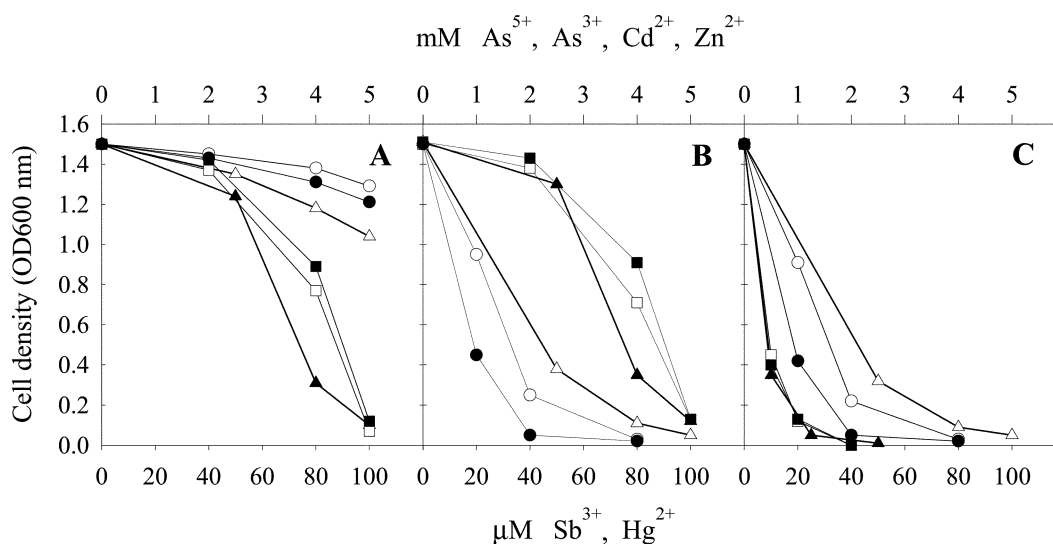 mM As5+, As3+, Cd2+, Zn2+
0 1 2 3 4 5 0 1 2 3 4 5 0 1 2 3 4 5
1.6
1.4
1.2
1.0
0.8
0.6
0.4
0.2
0.0
Cell density (OD600 nm)
A B C
0 20 40 60 80 100 0 20 40 60 80 100 0 20 40 60 80 100
μM Sb3+, Hg2+